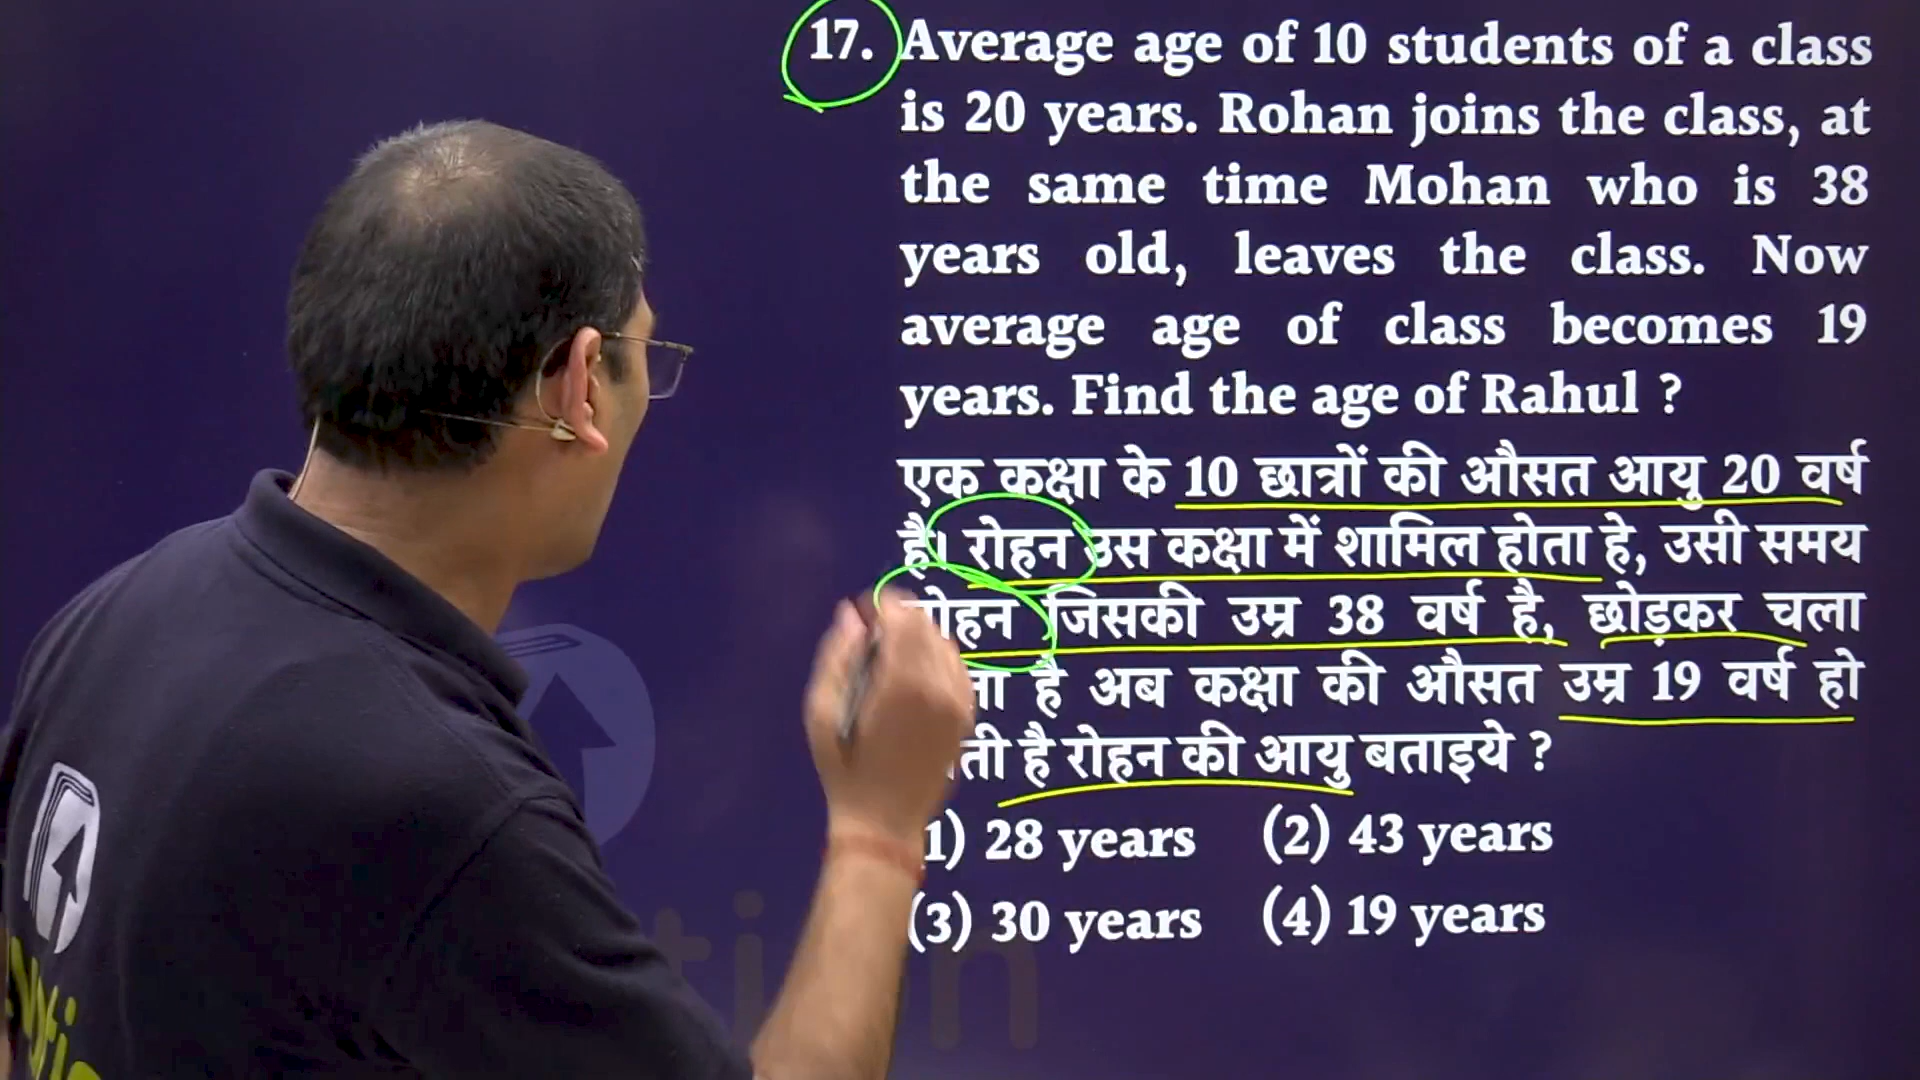 17. Average age of 10 students of a class
is 20 years. Rohan joins the class, at
the same time Mohan who is 38
years old, leaves the class. Now
average age of class becomes 19
years. Find the age of Rahul ?
एक कक्षा के 10 छात्रों की औसत आयु 20 वर्ष
है। रोहन उस कक्षा में शामिल होता हे, उसी समय
जिसकी उम्र 38 वर्ष है, छोड़कर चला
है अब कक्षा की औसत उम्र 19 वर्ष हो
है रोहन की आयु बताइये ?
1) 28 years (2) 43 years
(3) 30 years (4) 19 years